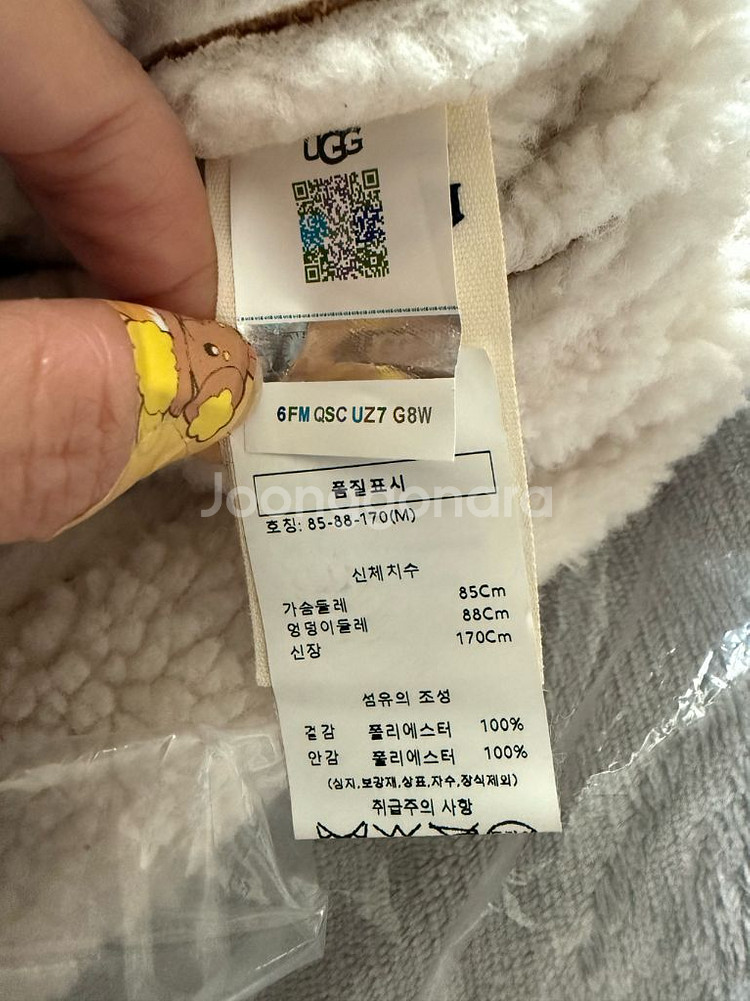 UGG
6FM QSC UZ7 G8W
품질표시
Joonggonara
호칭: 85-88-170(M)
신체치수
가슴둘레 85Cm
엉덩이둘레 88Cm
신장 170Cm
섬유의 조성
겉감 폴리에스터 100%
안감 폴리에스터 100%
(심지,보강재,상표,자수,장식제외)
취급주의 사항